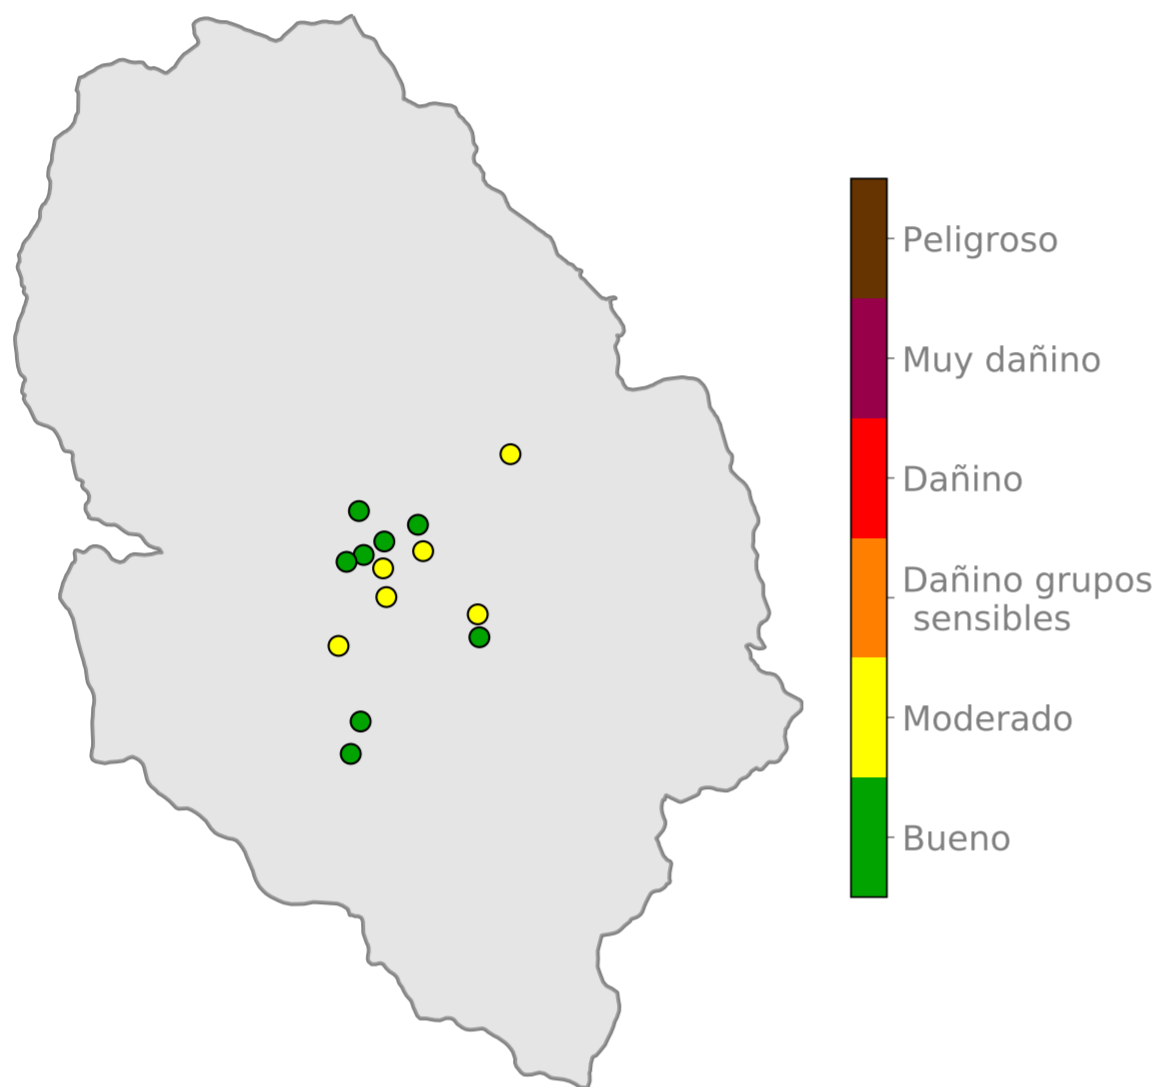 Peligroso
Muy dañino
Dañino
Dañino grupos
sensibles
Moderado
Bueno